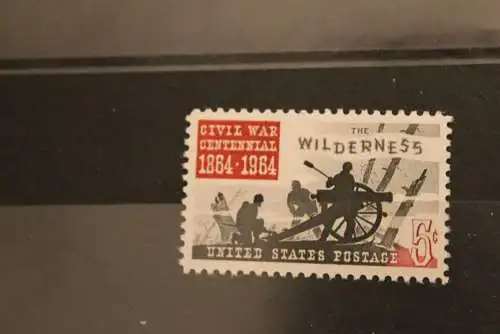 CIVIL WAR
CENTENNIAL
1864·1964
THE
WILDERNESS
5¢
UNITED STATES POSTAGE